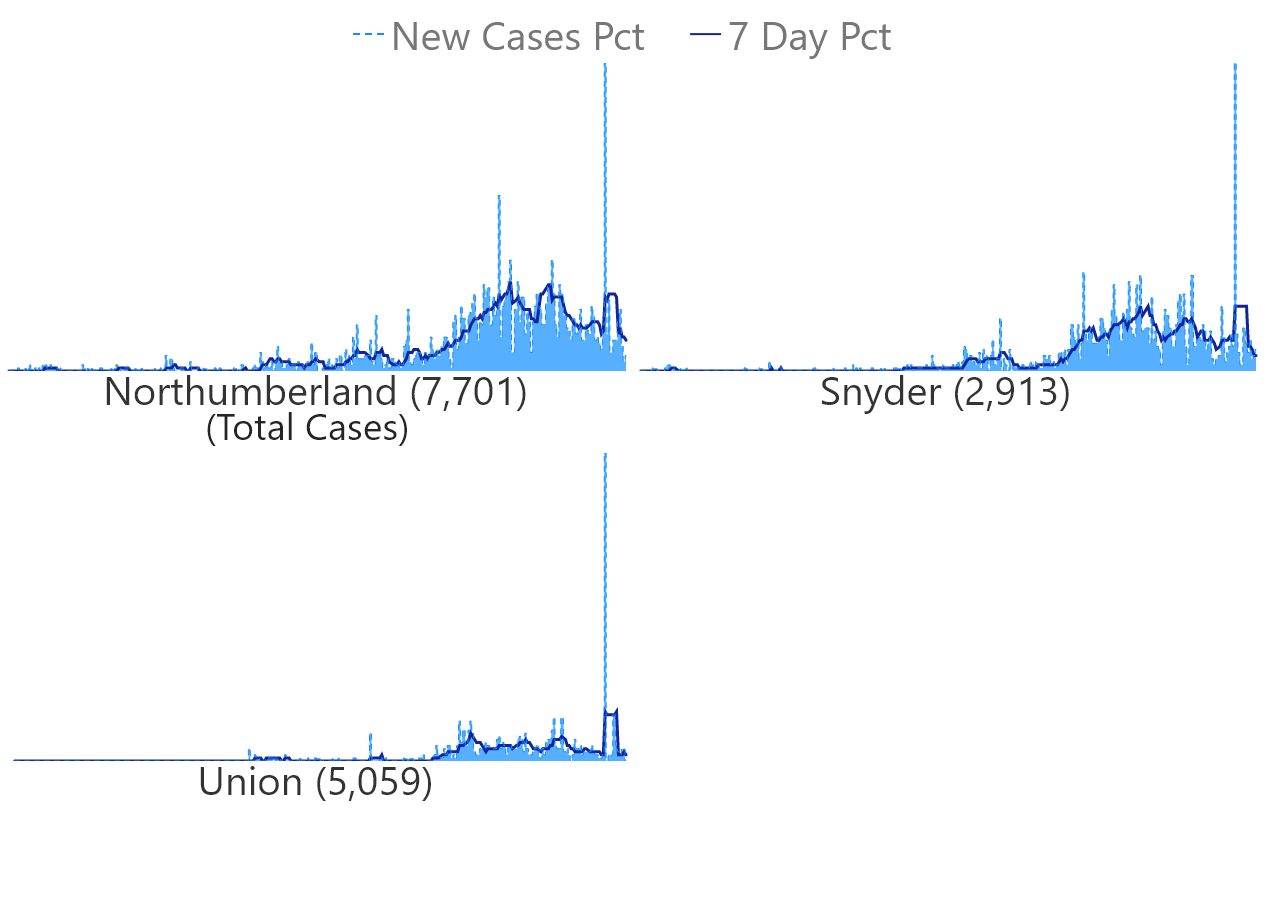 New Cases Pct 7 Day Pct
Northumberland (7,701)
(Total Cases)
Snyder (2,913)
Union (5,059)